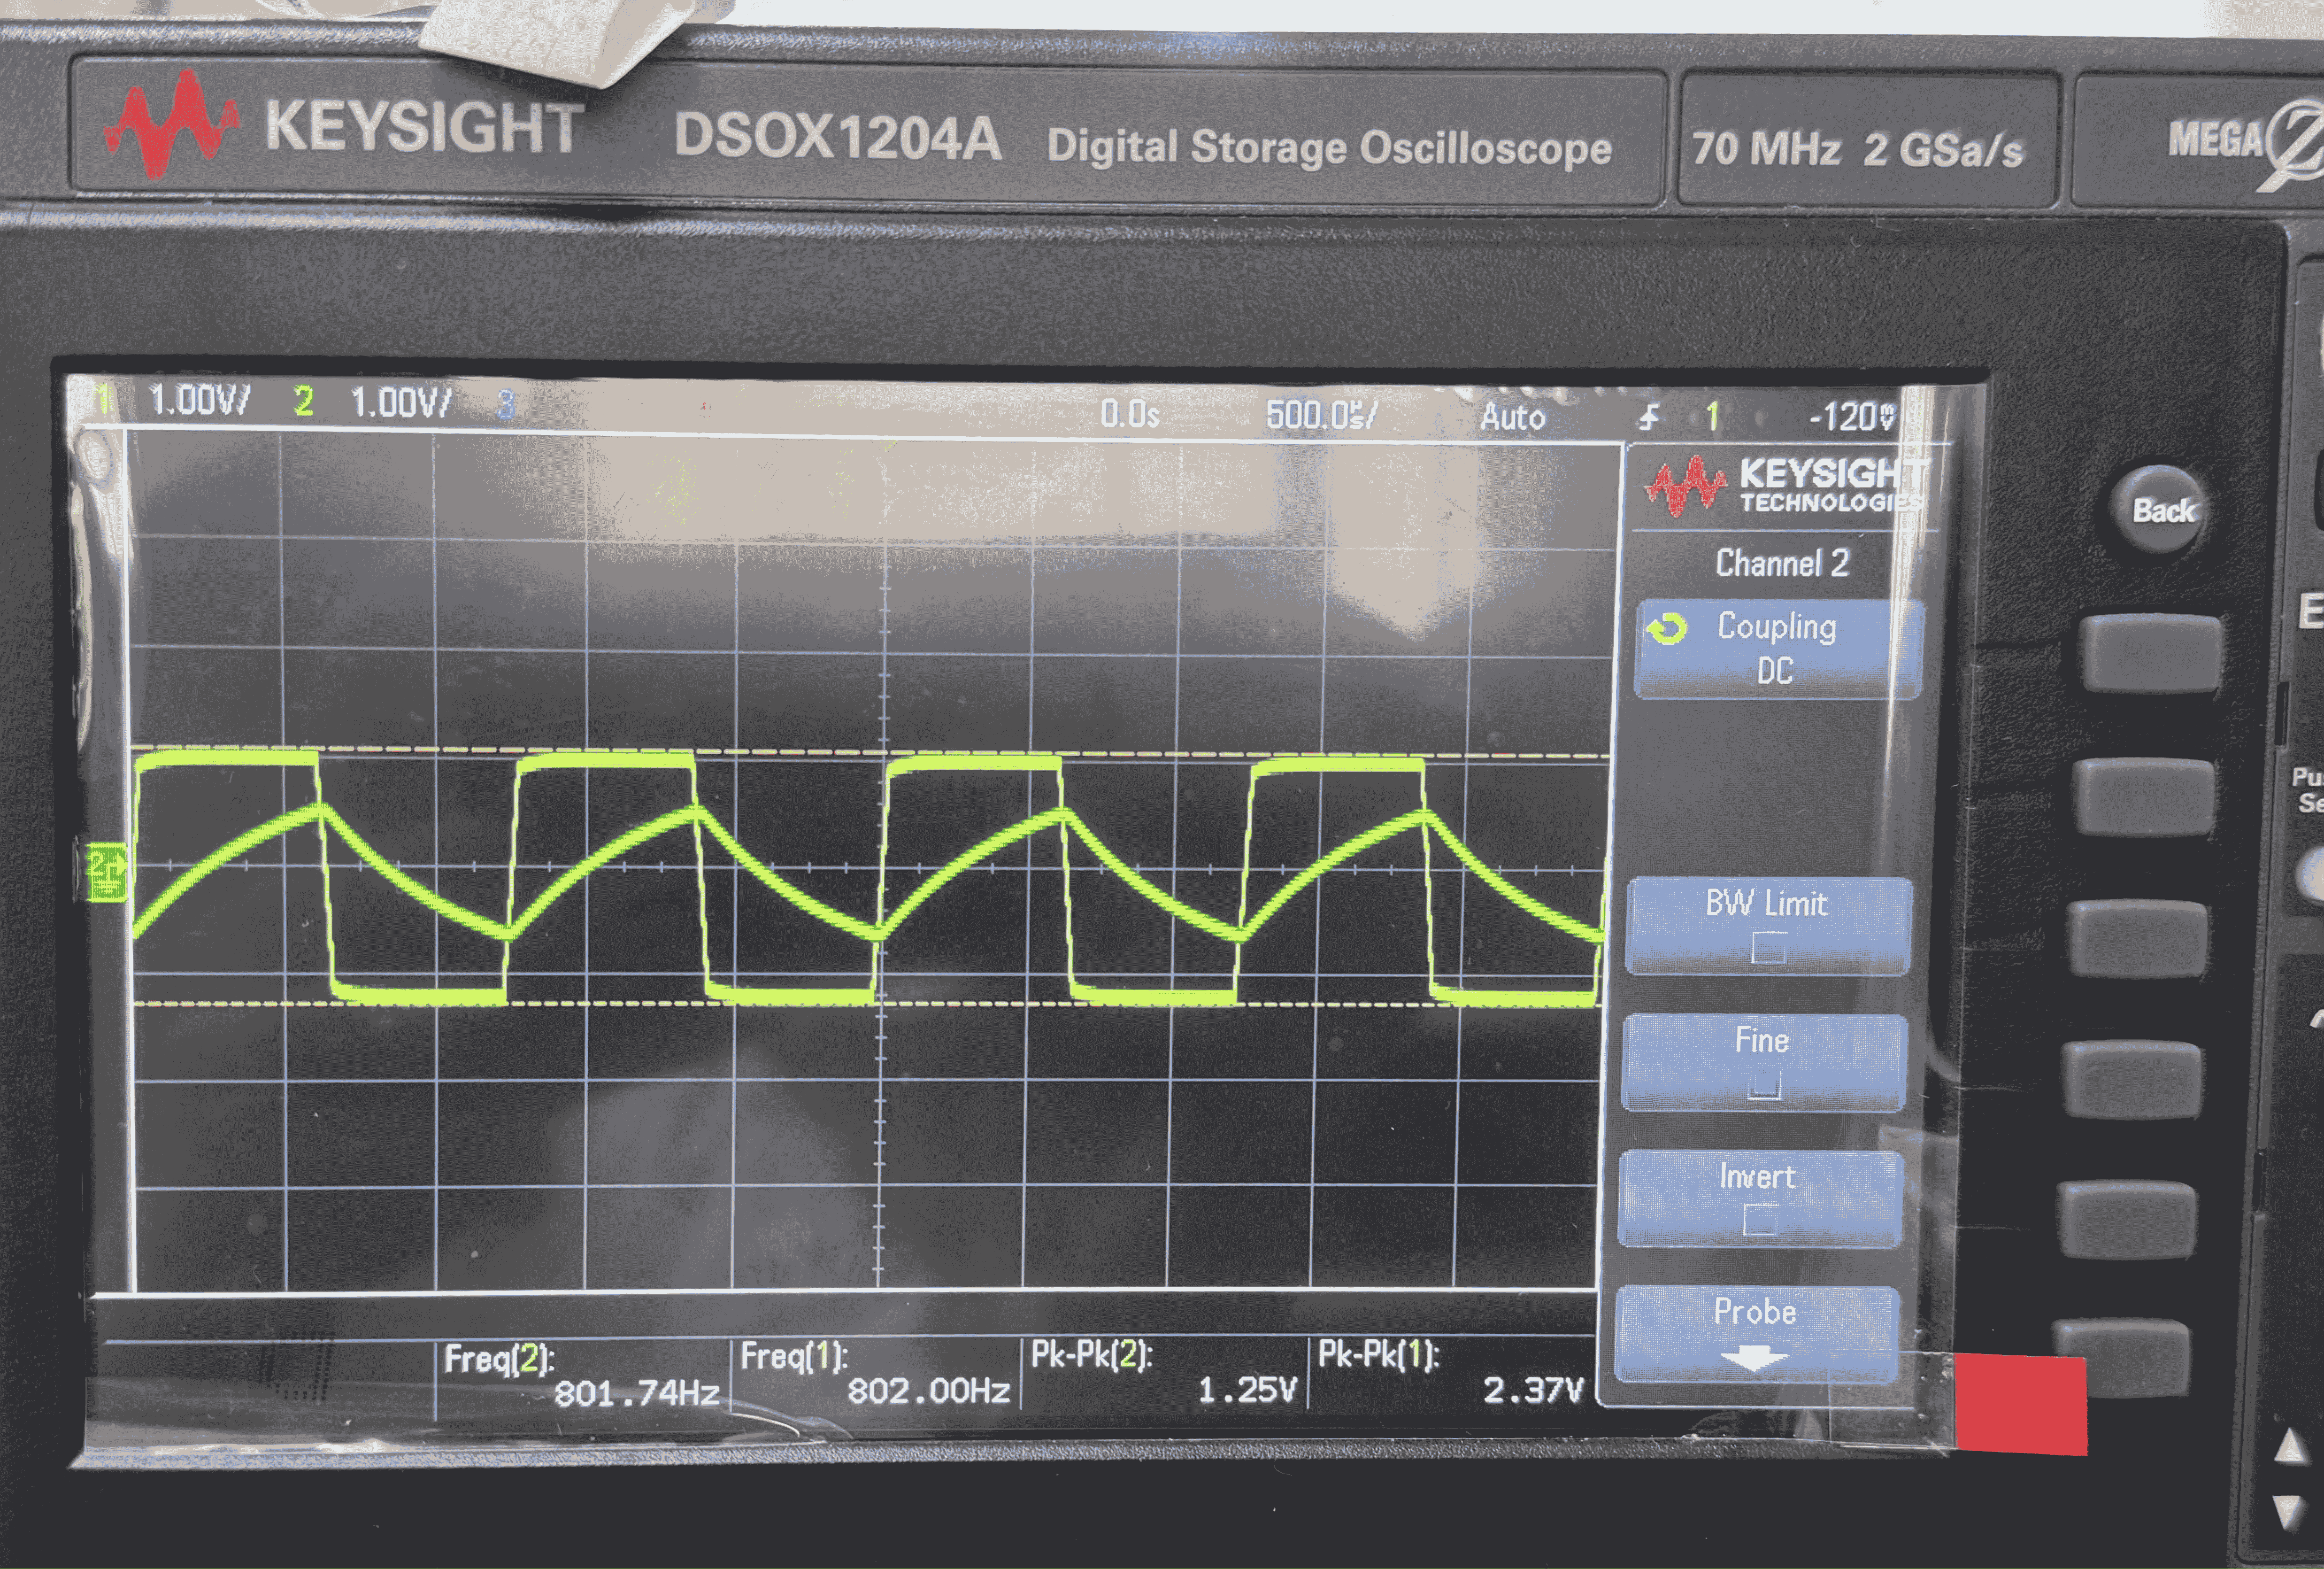 KEYSIGHT DSOX1204A Digital Storage Oscilloscope 70 MHz 2 GSa/s MEGA Z
1 1.00V/ 2 1.00V/ 3 0.0s 500.0µs/ Auto 1 -120mV
KEYSIGHT
TECHNOLOGIES
Back
Channel 2
Coupling
DC
2
BW Limit
Fine
Invert
Probe
Freq(2):
801.74Hz
Freq(1):
802.00Hz
Pk-Pk(2):
1.25V
Pk-Pk(1):
2.37V